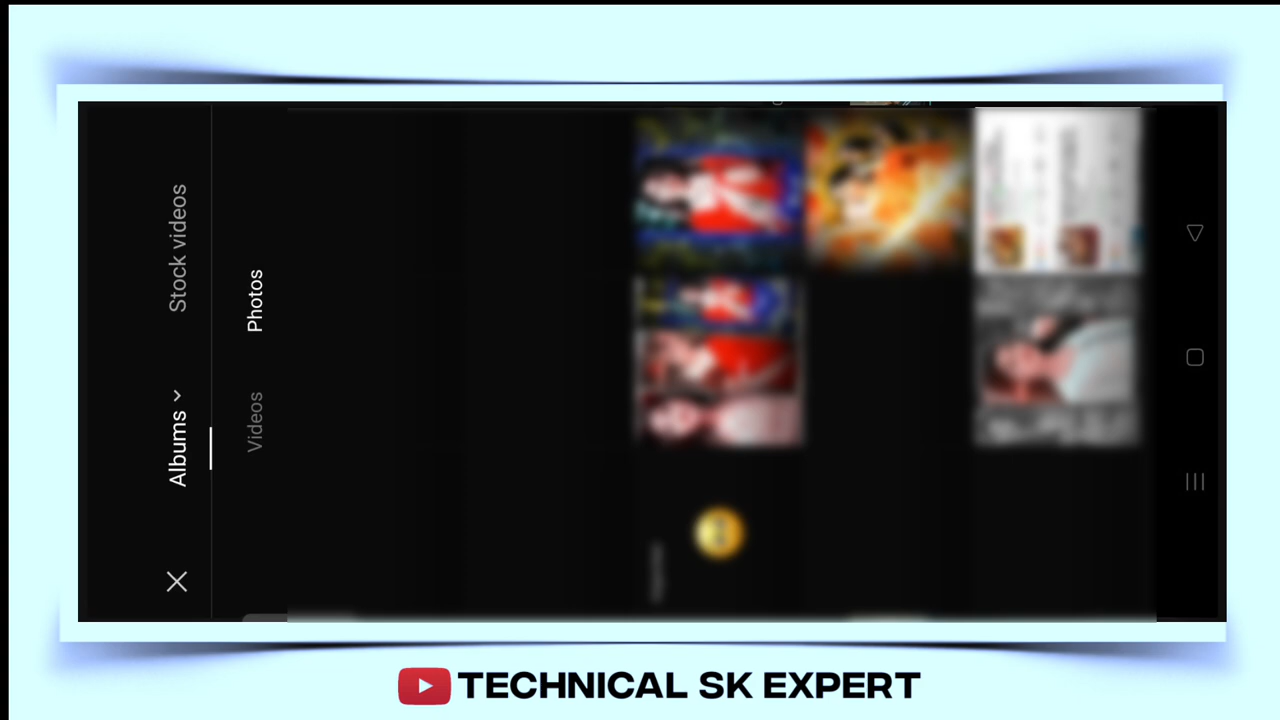 Albums
Stock videos
Videos
Photos
TECHNICAL SK EXPERT